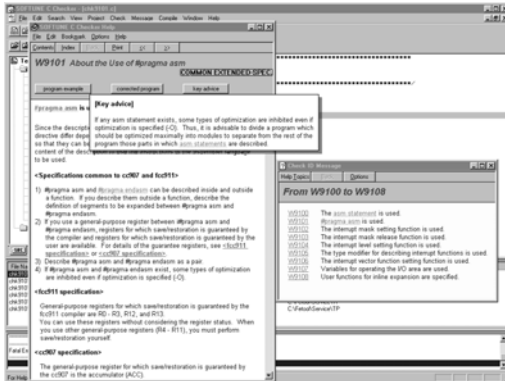 SOFTUNE C Checker - [chk9101.c]
File Edit Search View Project Check Message Compile Window Help
SOFTUNE C Checker Help
File Edit Bookmark Options Help
Contents Index Back Print << >>
W9101 About the Use of #pragma asm
COMMON EXTENDED-SPEC
program example corrected program key advice
#pragma asm is
[Key advice]
If any asm statement exists, some types of optimization are inhibited even if
optimization is specified (-O). Thus, it is advisable to divide a program which
should be optimized maximally into modules to separate from the rest of the
program those parts in which asm statements are described.
Since the
directive differ
so that they can be
content of the
to be used.
<Specifications common to cc907 and fcc911>
1) #pragma asm and #pragma endasm can be described inside and outside
a function. If you describe them outside a function, describe the
definition of segments to be expanded between #pragma asm and
#pragma endasm.
2) If you use a general-purpose register between #pragma asm and
#pragma endasm, registers for which save/restoration is guaranteed by
the compiler and registers for which save/restoration is guaranteed by the
user are available. For details of the guarantee registers, see <fcc911
specification> or <cc907 specification>.
3) Describe #pragma asm and #pragma endasm as a pair.
4) If #pragma asm and #pragma endasm exist, some types of optimization
are inhibited even if optimization is specified (-O).
<fcc911 specification>
General-purpose registers for which save/restoration is guaranteed by the
fcc911 compiler are R0 - R3, R12, and R13.
You can use these registers without considering the register status. When
you use other general-purpose registers (R4 - R11), you must perform
save/restoration yourself.
<cc907 specification>
The general-purpose register for which save/restoration is guaranteed by
the cc907 is the accumulator (ACC).
Check ID Message
Help Topics Back Options
From W9100 to W9108
W9100 The asm statement is used.
W9101 #pragma asm and #pragma endasm are used.
W9102 The interrupt mask setting function is used.
W9103 The interrupt mask release function is used.
W9104 The interrupt level setting function is used.
W9105 The type modifier for describing interrupt functions is used.
W9106 The interrupt vector function setting function is used.
W9107 Variables for operating the I/O area are used.
W9108 User functions for inline expansion are specified.
C:\Fetool\Service\TP
For Help